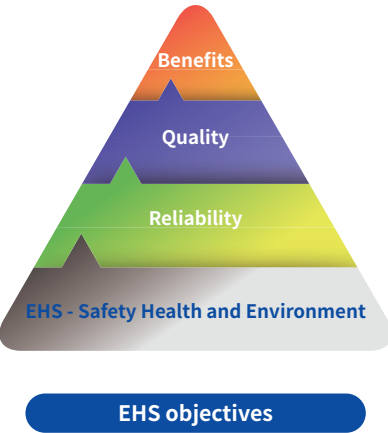 Benefits
Quality
Reliability
EHS - Safety Health and Environment
EHS objectives